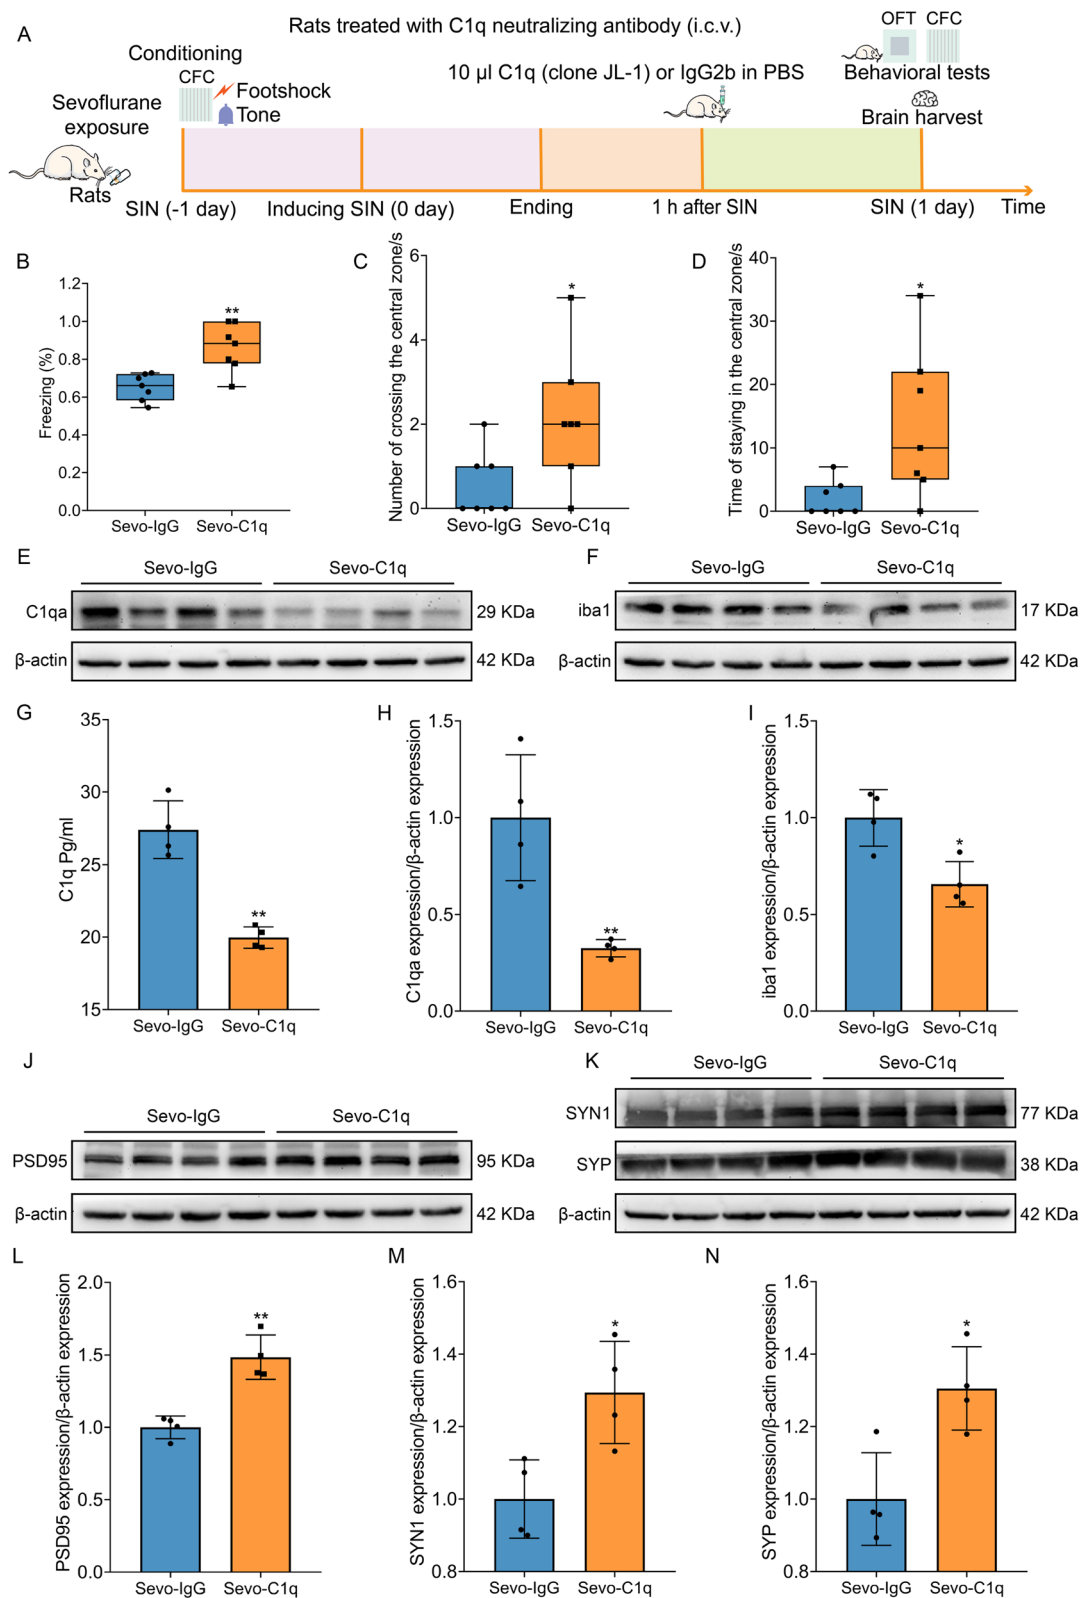 A
Rats treated with C1q neutralizing antibody (i.c.v.)
OFT CFC
Conditioning
CFC
Footshock
Tone
10 µl C1q (clone JL-1) or IgG2b in PBS
Behavioral tests
Brain harvest
Sevoflurane
exposure
Rats
SIN (-1 day)
Inducing SIN (0 day)
Ending
1 h after SIN
SIN (1 day)
Time
B
Freezing (%)
1.2
1.0
0.8
0.6
0.4
0.2
0.0
**
Sevo-IgG
Sevo-C1q
C
Number of crossing the central zone/s
6
4
2
0
*
Sevo-IgG
Sevo-C1q
D
Time of staying in the central zone/s
40
30
20
10
0
*
Sevo-IgG
Sevo-C1q
E
Sevo-IgG
Sevo-C1q
C1qa
29 KDa
β-actin
42 KDa
F
Sevo-IgG
Sevo-C1q
iba1
17 KDa
β-actin
42 KDa
G
C1q Pg/ml
35
30
25
20
15
**
Sevo-IgG
Sevo-C1q
H
C1qa expression/β-actin expression
1.5
1.0
0.5
0.0
**
Sevo-IgG
Sevo-C1q
I
iba1 expression/β-actin expression
1.5
1.0
0.5
0.0
*
Sevo-IgG
Sevo-C1q
J
Sevo-IgG
Sevo-C1q
PSD95
95 KDa
β-actin
42 KDa
K
Sevo-IgG
Sevo-C1q
SYN1
77 KDa
SYP
38 KDa
β-actin
42 KDa
L
PSD95 expression/β-actin expression
2.0
1.5
1.0
0.5
0.0
**
Sevo-IgG
Sevo-C1q
M
SYN1 expression/β-actin expression
1.6
1.4
1.2
1.0
0.8
*
Sevo-IgG
Sevo-C1q
N
SYP expression/β-actin expression
1.6
1.4
1.2
1.0
0.8
*
Sevo-IgG
Sevo-C1q